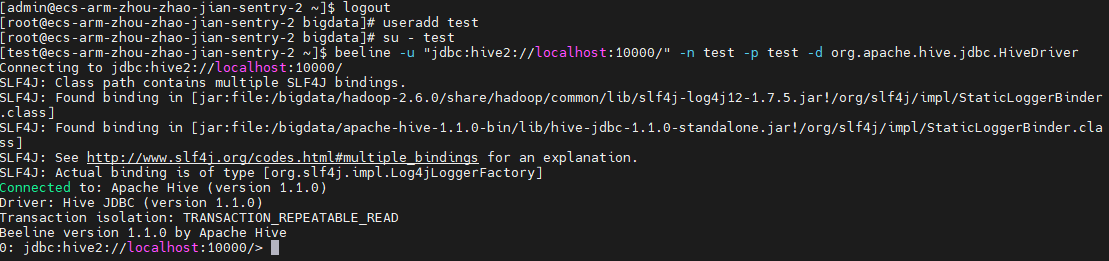 [admin@ecs-arm-zhou-zhao-jian-sentry-2 ~]$ logout
[root@ecs-arm-zhou-zhao-jian-sentry-2 bigdata]# useradd test
[root@ecs-arm-zhou-zhao-jian-sentry-2 bigdata]# su - test
[test@ecs-arm-zhou-zhao-jian-sentry-2 ~]$ beeline -u "jdbc:hive2://localhost:10000/" -n test -p test -d org.apache.hive.jdbc.HiveDriver
Connecting to jdbc:hive2://localhost:10000/
SLF4J: Class path contains multiple SLF4J bindings.
SLF4J: Found binding in [jar:file:/bigdata/hadoop-2.6.0/share/hadoop/common/lib/slf4j-log4j12-1.7.5.jar!/org/slf4j/impl/StaticLoggerBinder
.class]
SLF4J: Found binding in [jar:file:/bigdata/apache-hive-1.1.0-bin/lib/hive-jdbc-1.1.0-standalone.jar!/org/slf4j/impl/StaticLoggerBinder.cla
ss]
SLF4J: See http://www.slf4j.org/codes.html#multiple_bindings for an explanation.
SLF4J: Actual binding is of type [org.slf4j.impl.Log4jLoggerFactory]
Connected to: Apache Hive (version 1.1.0)
Driver: Hive JDBC (version 1.1.0)
Transaction isolation: TRANSACTION_REPEATABLE_READ
Beeline version 1.1.0 by Apache Hive
0: jdbc:hive2://localhost:10000/>